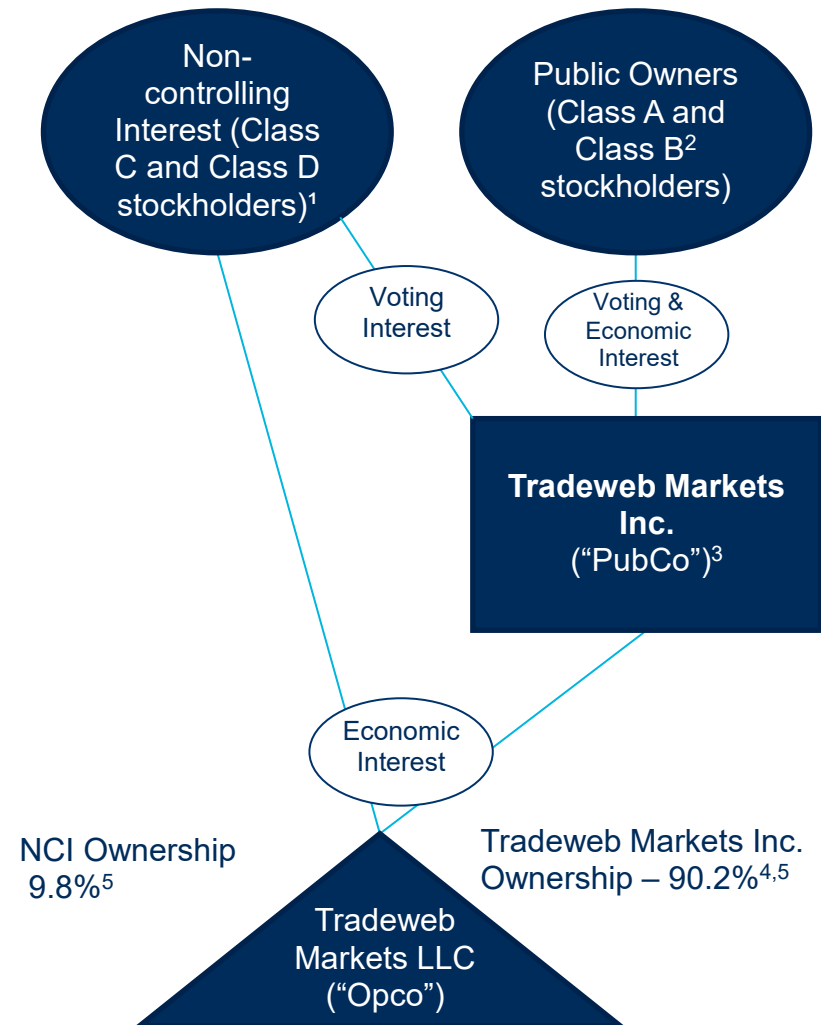 Non-
controlling
Interest (Class
C and Class D
stockholders)¹
Public Owners
(Class A and
Class B²
stockholders)
Voting
Interest
Voting &
Economic
Interest
Tradeweb Markets
Inc.
(“PubCo”)³
Economic
Interest
NCI Ownership
9.8%⁵
Tradeweb Markets Inc.
Ownership – 90.2%⁴,⁵
Tradeweb
Markets LLC
(“Opco”)